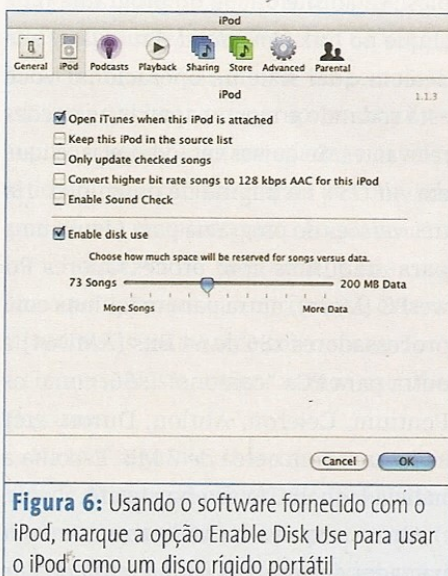 iPod
General iPod Podcasts Playback Sharing Store Advanced Parental
iPod
1.1.3
Open iTunes when this iPod is attached
Keep this iPod in the source list
Only update checked songs
Convert higher bit rate songs to 128 kbps AAC for this iPod
Enable Sound Check
Enable disk use
Choose how much space will be reserved for songs versus data.
73 Songs 200 MB Data
More Songs More Data
Cancel OK
Figura 6: Usando o software fornecido com o
iPod, marque a opção Enable Disk Use para usar
o iPod como um disco rígido portátil